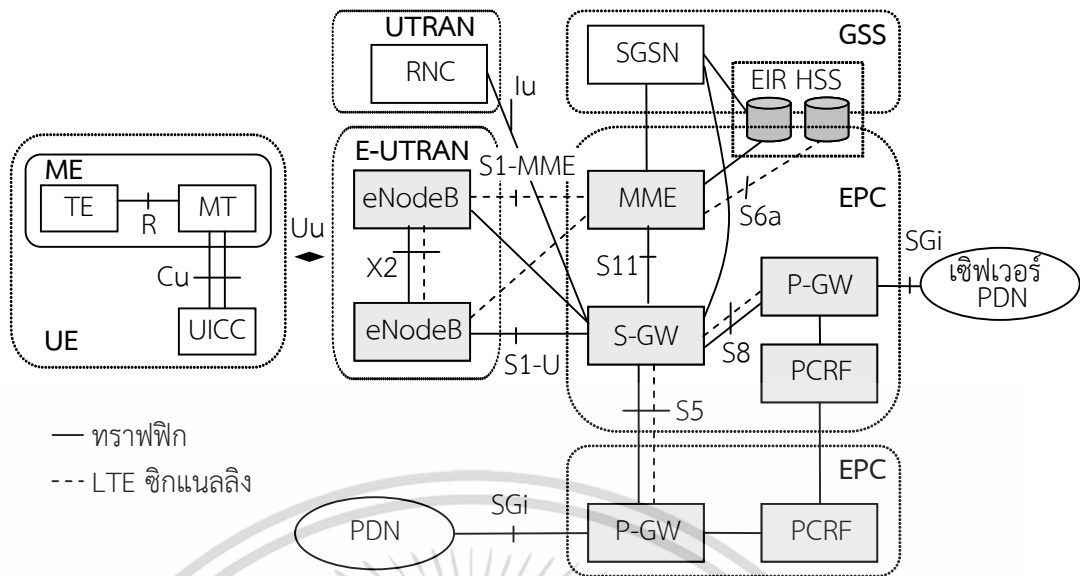 UTRAN
RNC
Iu
GSS
SGSN
EIR HSS
ME
TE
R
MT
Cu
UICC
UE
Uu
E-UTRAN
eNodeB
X2
eNodeB
S1-MME
S1-U
MME
S6a
EPC
S11
S-GW
S8
P-GW
PCRF
SGi
เซิฟเวอร์
PDN
S5
ทราฟฟิก
LTE ซิกแนลลิง
EPC
PDN
SGi
P-GW
PCRF